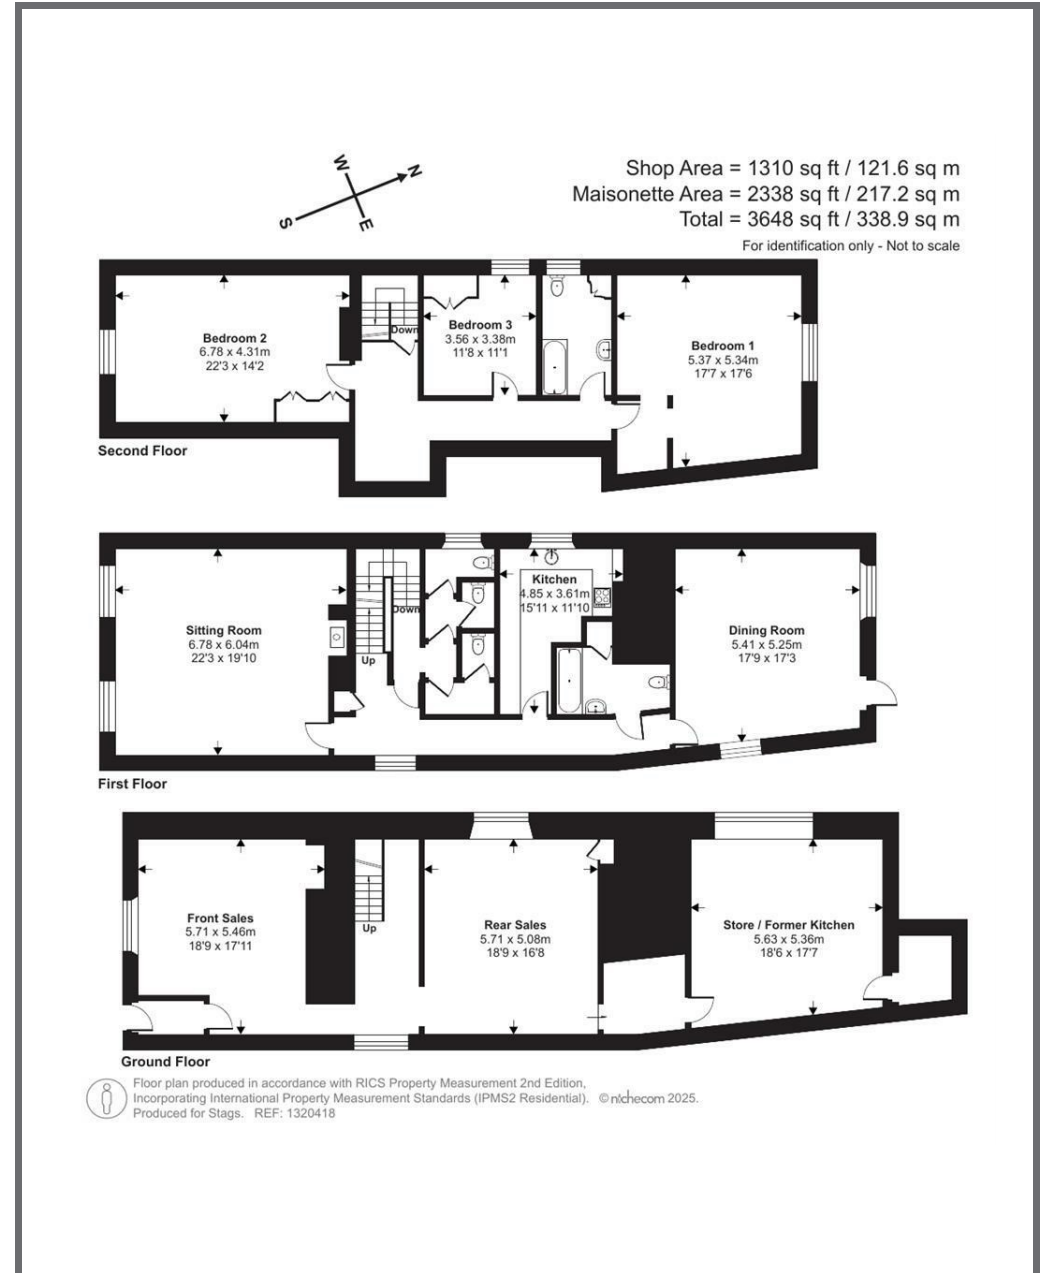 W
N
S
E
Shop Area = 1310 sq ft / 121.6 sq m
Maisonette Area = 2338 sq ft / 217.2 sq m
Total = 3648 sq ft / 338.9 sq m
For identification only - Not to scale
Bedroom 2
6.78 x 4.31m
22'3 x 14'2
Down
Bedroom 3
3.56 x 3.38m
11'8 x 11'1
Bedroom 1
5.37 x 5.34m
17'7 x 17'6
Second Floor
Sitting Room
6.78 x 6.04m
22'3 x 19'10
Down
Up
Kitchen
4.85 x 3.61m
15'11 x 11'10
Dining Room
5.41 x 5.25m
17'9 x 17'3
First Floor
Front Sales
5.71 x 5.46m
18'9 x 17'11
Up
Rear Sales
5.71 x 5.08m
18'9 x 16'8
Store / Former Kitchen
5.63 x 5.36m
18'6 x 17'7
Ground Floor
Floor plan produced in accordance with RICS Property Measurement 2nd Edition,
Incorporating International Property Measurement Standards (IPMS2 Residential). © nichecom 2025.
Produced for Stags. REF: 1320418